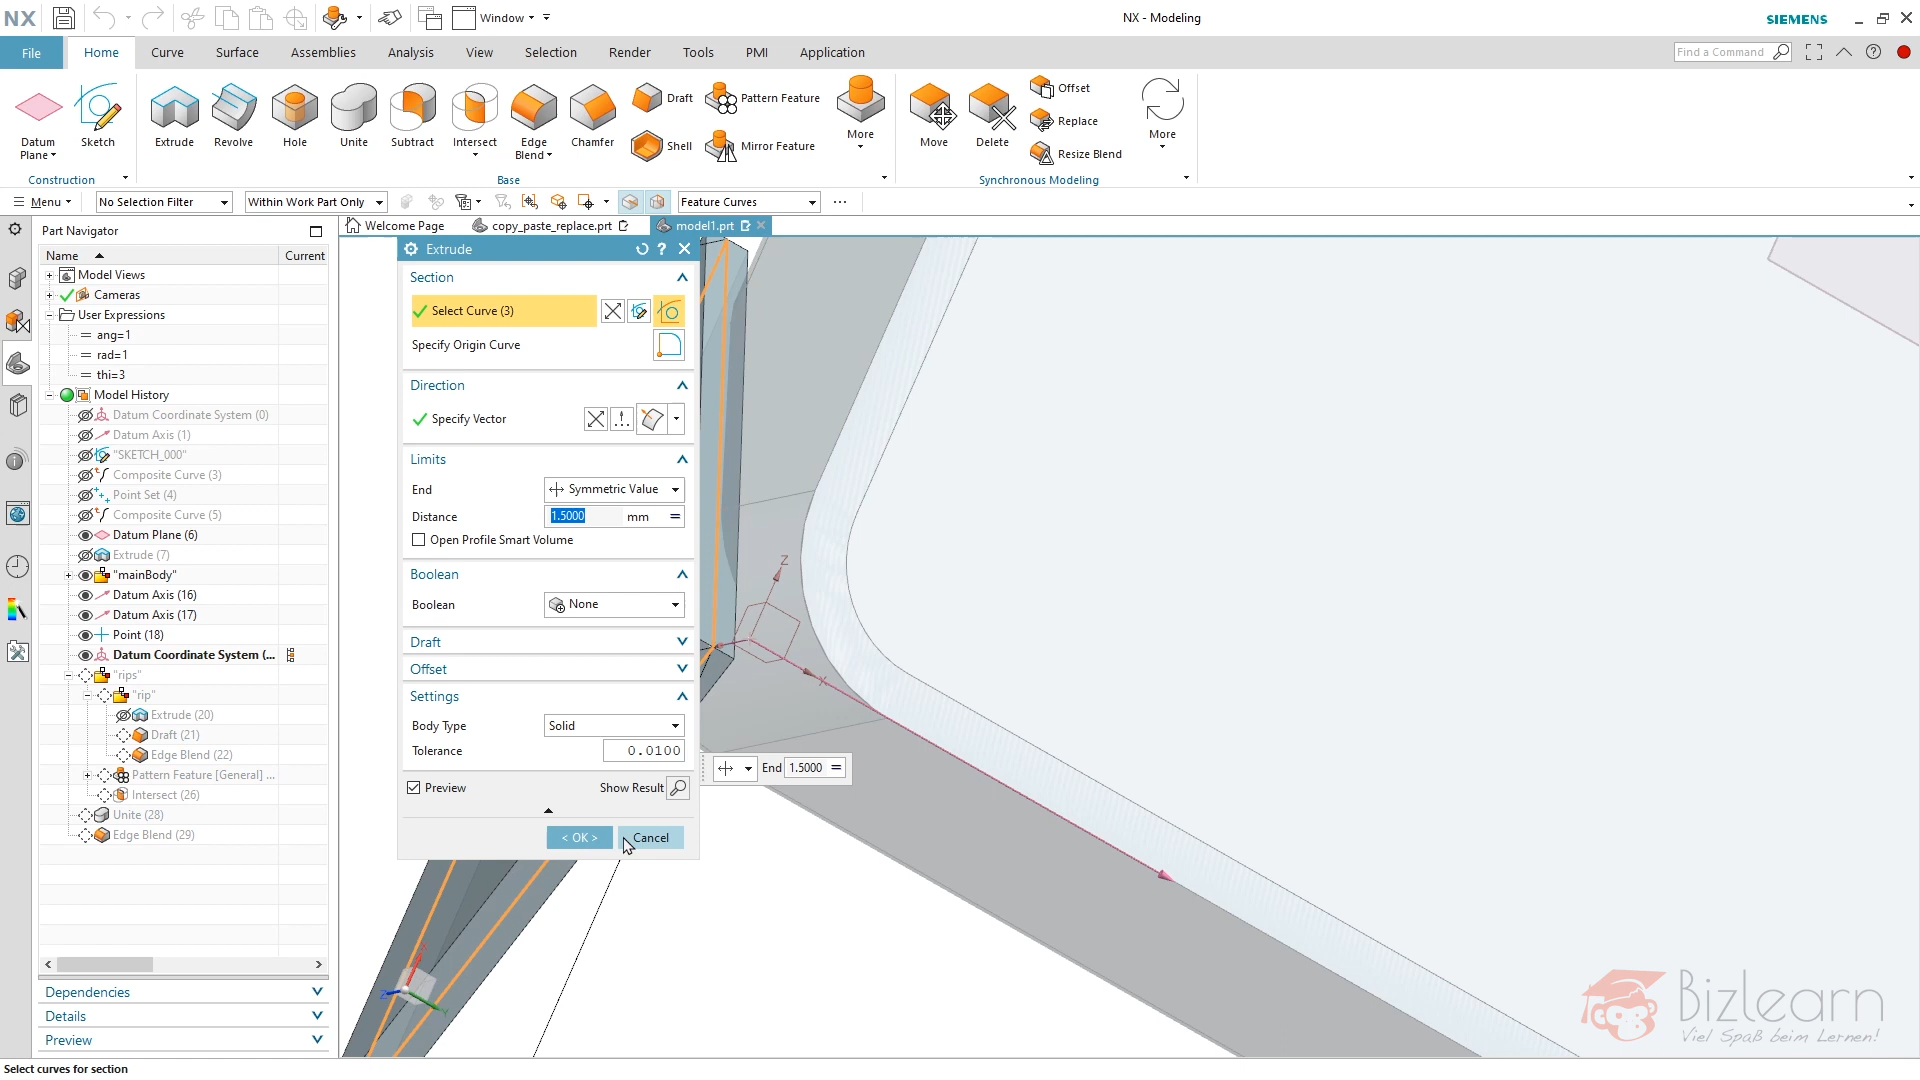 NX
Window
NX - Modeling
SIEMENS
File
Home
Curve
Surface
Assemblies
Analysis
View
Selection
Render
Tools
PMI
Application
Find a Command
Datum Plane
Sketch
Extrude
Revolve
Hole
Unite
Subtract
Intersect
Edge Blend
Chamfer
Draft
Shell
Pattern Feature
Mirror Feature
More
Move
Delete
Offset
Replace
Resize Blend
More
Construction
Base
Synchronous Modeling
Menu
No Selection Filter
Within Work Part Only
Feature Curves
Part Navigator
Welcome Page
copy_paste_replace.prt
model1.prt
Name
Current
Model Views
Cameras
User Expressions
ang=1
rad=1
thi=3
Model History
Datum Coordinate System (0)
Datum Axis (1)
"SKETCH_000"
Composite Curve (3)
Point Set (4)
Composite Curve (5)
Datum Plane (6)
Extrude (7)
"mainBody"
Datum Axis (16)
Datum Axis (17)
Point (18)
Datum Coordinate System (...
"rips"
"rip"
Extrude (20)
Draft (21)
Edge Blend (22)
Pattern Feature [General] ...
Intersect (26)
Unite (28)
Edge Blend (29)
Dependencies
Details
Preview
Extrude
Section
Select Curve (3)
Specify Origin Curve
Direction
Specify Vector
Limits
End
Symmetric Value
Distance
1.5000
mm
Open Profile Smart Volume
Boolean
Boolean
None
Draft
Offset
Settings
Body Type
Solid
Tolerance
0.0100
Preview
Show Result
< OK >
Cancel
Z
X
End 1.5000
Z
Bizlearn
Viel Spaß beim Lernen!
Select curves for section